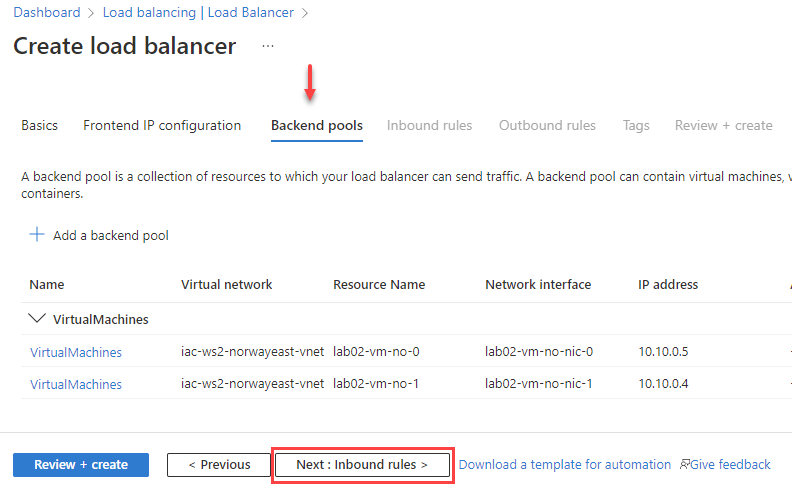 Dashboard > Load balancing | Load Balancer >
Create load balancer ...
Basics Frontend IP configuration Backend pools Inbound rules Outbound rules Tags Review + create
A backend pool is a collection of resources to which your load balancer can send traffic. A backend pool can contain virtual machines,
containers.
+ Add a backend pool
Name Virtual network Resource Name Network interface IP address
VirtualMachines
VirtualMachines iac-ws2-norwayeast-vnet lab02-vm-no-0 lab02-vm-no-nic-0 10.10.0.5 -
VirtualMachines iac-ws2-norwayeast-vnet lab02-vm-no-1 lab02-vm-no-nic-1 10.10.0.4 -
Review + create < Previous Next : Inbound rules > Download a template for automation Give feedback